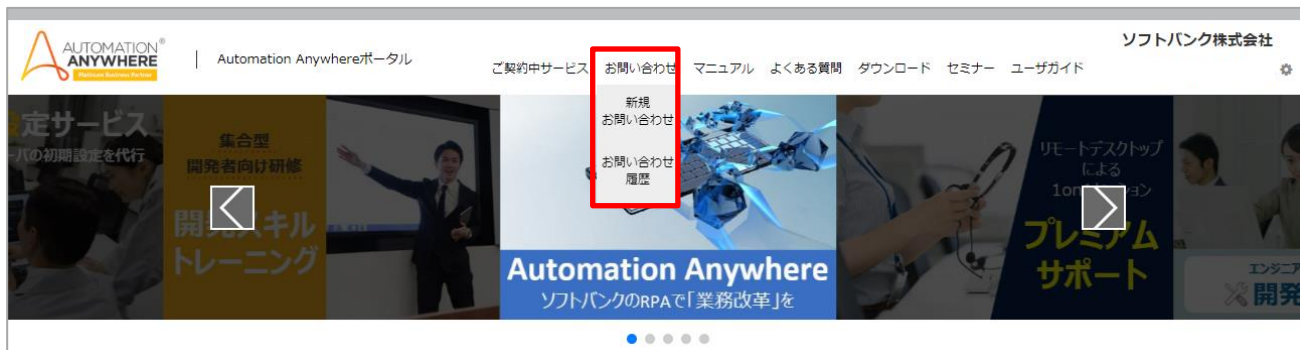 AUTOMATION®
ANYWHERE
Platinum Business Partner
Automation Anywhereポータル
ソフトバンク株式会社
ご契約中サービス お問い合わせ マニュアル よくある質問 ダウンロード セミナー ユーザガイド
新規
お問い合わせ
お問い合わせ
履歴
定サービス
バの初期設定を代行
集合型
開発者向け研修
開発スキル
トレーニング
Automation Anywhere
ソフトバンクのRPAで「業務改革」を
リモートデスクトップ
による
プレミアム
サポート
エンジニア
開発